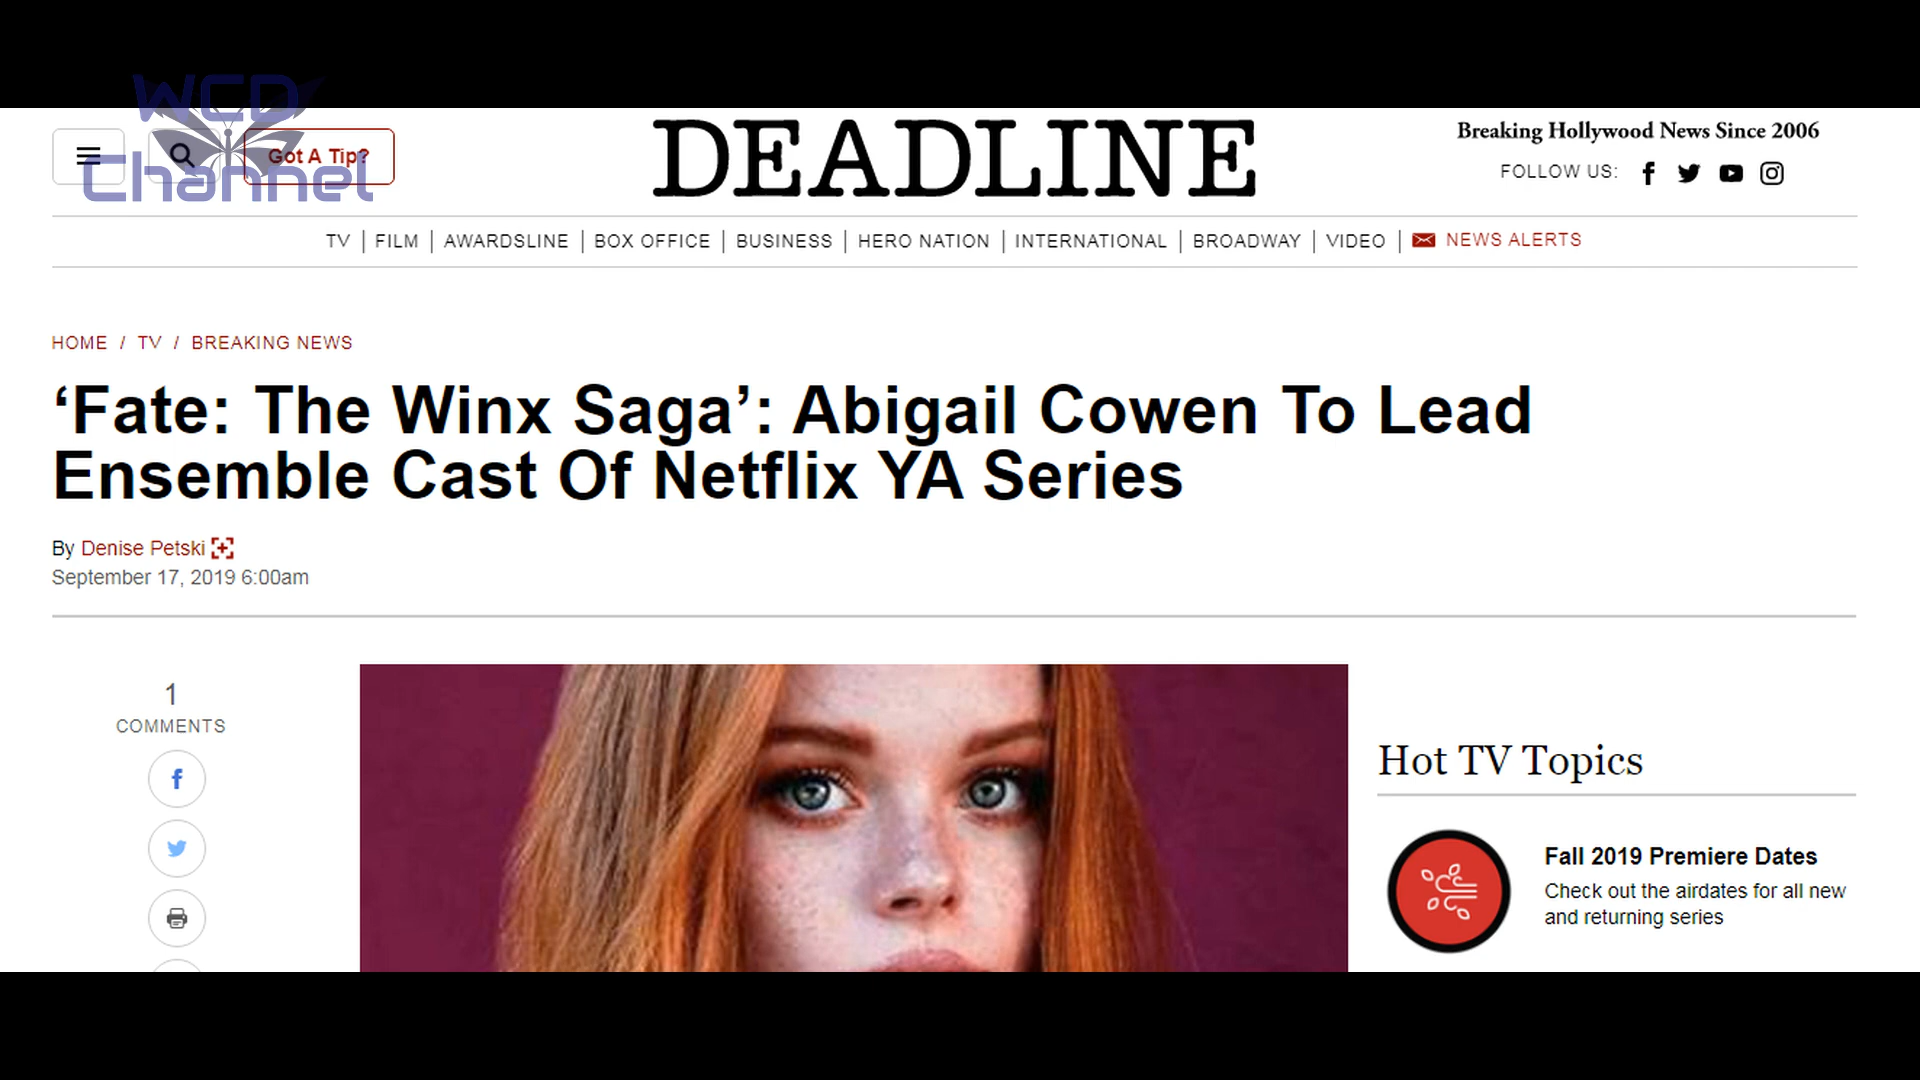 WCD
Channel
Got A Tip?
DEADLINE
Breaking Hollywood News Since 2006
FOLLOW US:
TV | FILM | AWARDSLINE | BOX OFFICE | BUSINESS | HERO NATION | INTERNATIONAL | BROADWAY | VIDEO | NEWS ALERTS
HOME / TV / BREAKING NEWS
‘Fate: The Winx Saga’: Abigail Cowen To Lead
Ensemble Cast Of Netflix YA Series
By Denise Petski
September 17, 2019 6:00am
1
COMMENTS
Hot TV Topics
Fall 2019 Premiere Dates
Check out the airdates for all new
and returning series